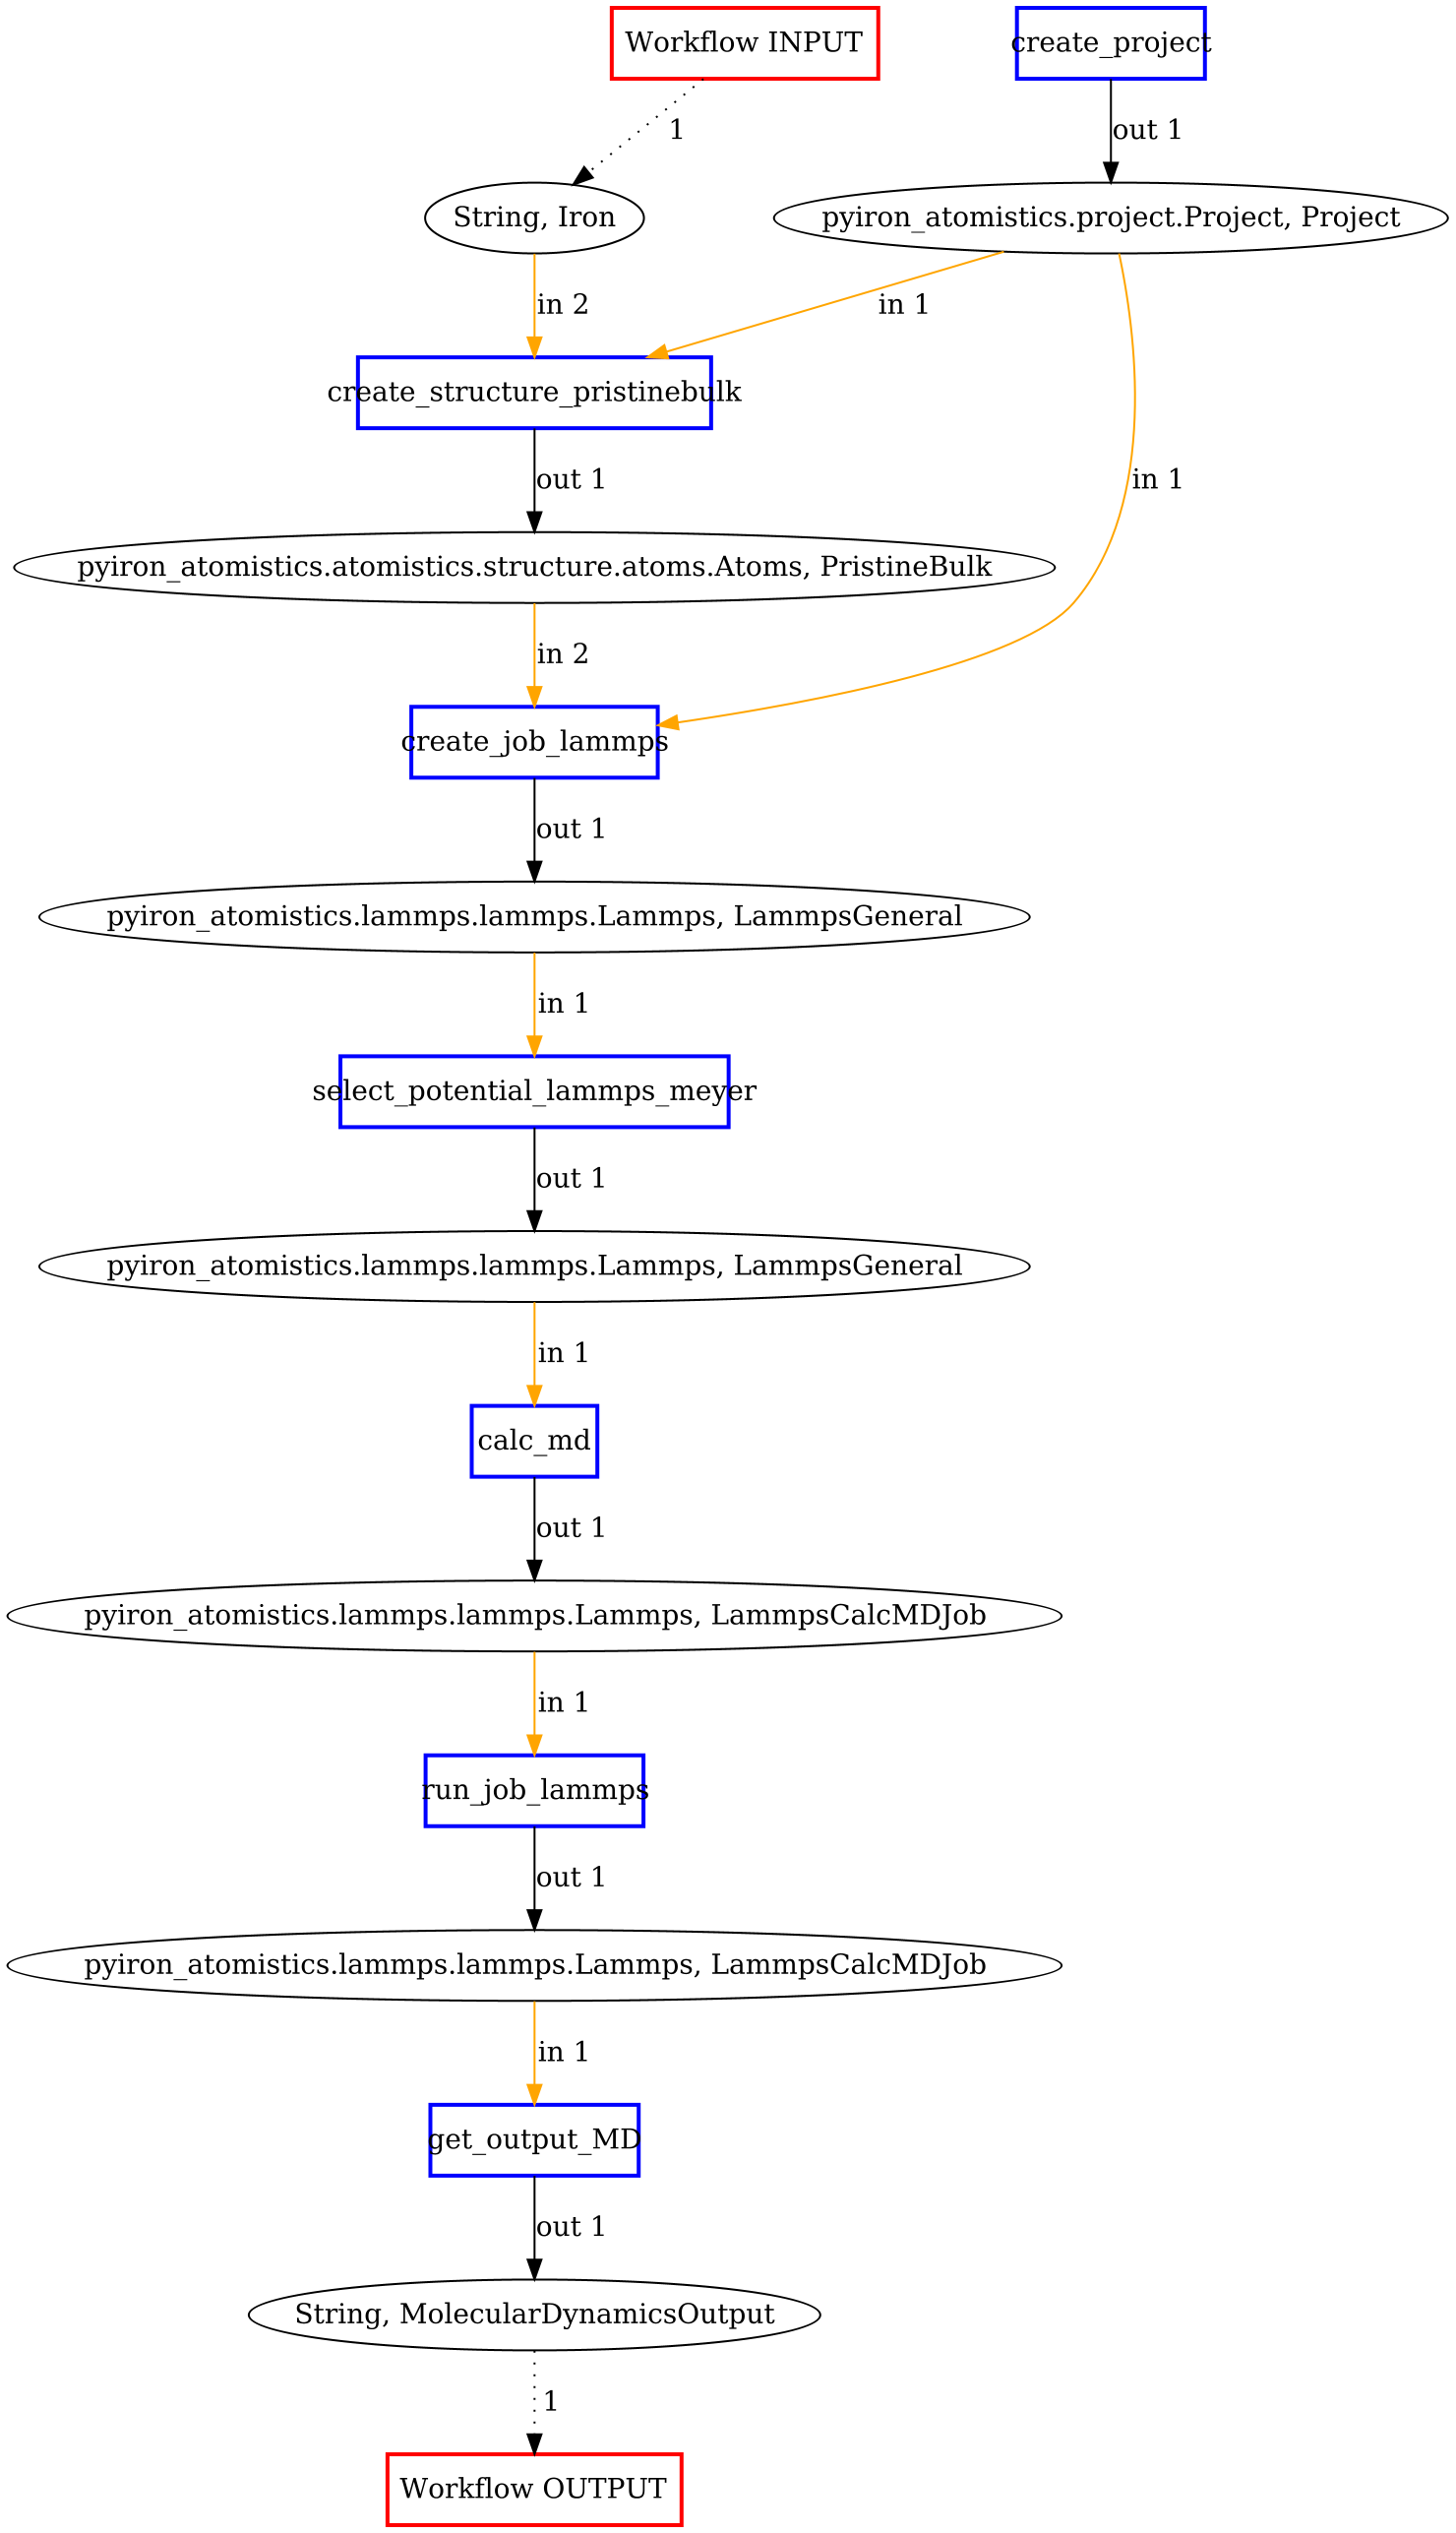 Workflow INPUT
create_project
1
out 1
String, Iron
pyiron_atomistics.project.Project, Project
in 2
in 1
create_structure_pristinebulk
out 1
in 1
pyiron_atomistics.atomistics.structure.atoms.Atoms, PristineBulk
in 2
create_job_lammps
out 1
pyiron_atomistics.lammps.lammps.Lammps, LammpsGeneral
in 1
select_potential_lammps_meyer
out 1
pyiron_atomistics.lammps.lammps.Lammps, LammpsGeneral
in 1
calc_md
out 1
pyiron_atomistics.lammps.lammps.Lammps, LammpsCalcMDJob
in 1
run_job_lammps
out 1
pyiron_atomistics.lammps.lammps.Lammps, LammpsCalcMDJob
in 1
get_output_MD
out 1
String, MolecularDynamicsOutput
1
Workflow OUTPUT